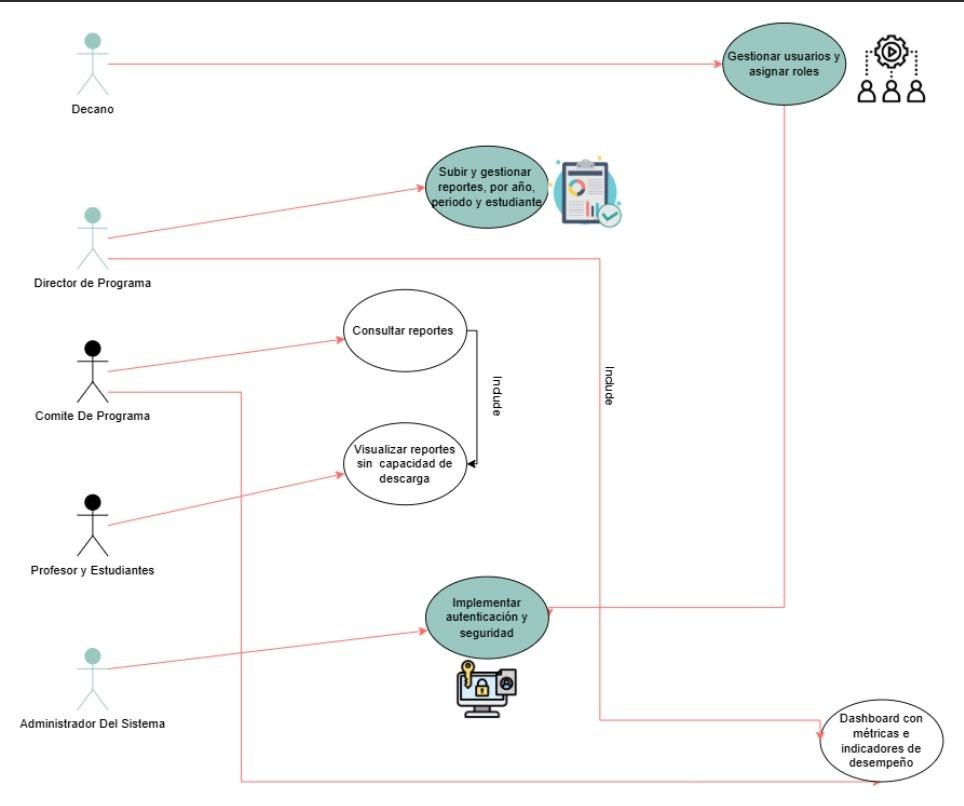 Gestionar usuarios y
asignar roles
Decano
Subir y gestionar
reportes, por año,
periodo y estudiante
Director de Programa
Consultar reportes
Include
Include
Comite De Programa
Visualizar reportes
sin capacidad de
descarga
Profesor y Estudiantes
Implementar
autenticación y
seguridad
Administrador Del Sistema
Dashboard con
métricas e
indicadores de
desempeño